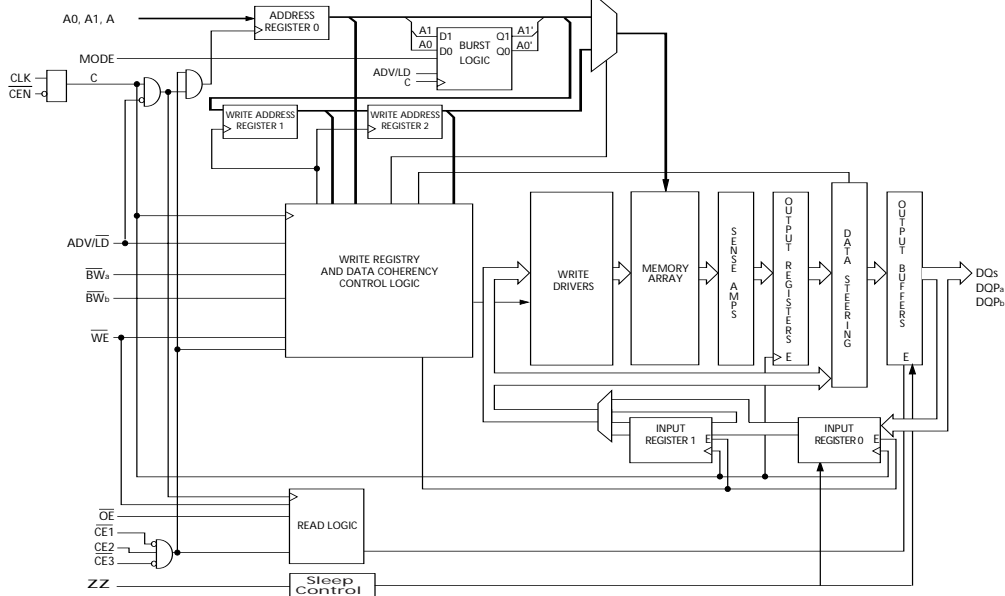 A0, A1, A
ADDRESS
REGISTER 0
A1
A0
D1
D0
BURST
LOGIC
Q1
Q0
A1'
A0'
MODE
ADV/LD
C
CLK
CEN
C
WRITE ADDRESS
REGISTER 1
WRITE ADDRESS
REGISTER 2
ADV/LD
BWa
BWb
WE
WRITE REGISTRY
AND DATA COHERENCY
CONTROL LOGIC
WRITE
DRIVERS
MEMORY
ARRAY
SENSE AMPS
OUTPUT REGISTERS
E
DATA STEERING
OUTPUT BUFFERS
E
DQs
DQPa
DQPb
INPUT
REGISTER 1
E
INPUT
REGISTER 0
E
OE
CE1
CE2
CE3
READ LOGIC
ZZ
Sleep
Control